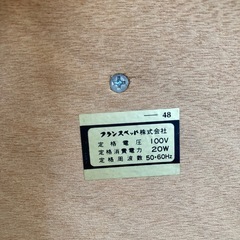 — 48
フランスベッド株式会社
定格電圧 100V
定格消費電力 20W
定格周波数 50-60Hz